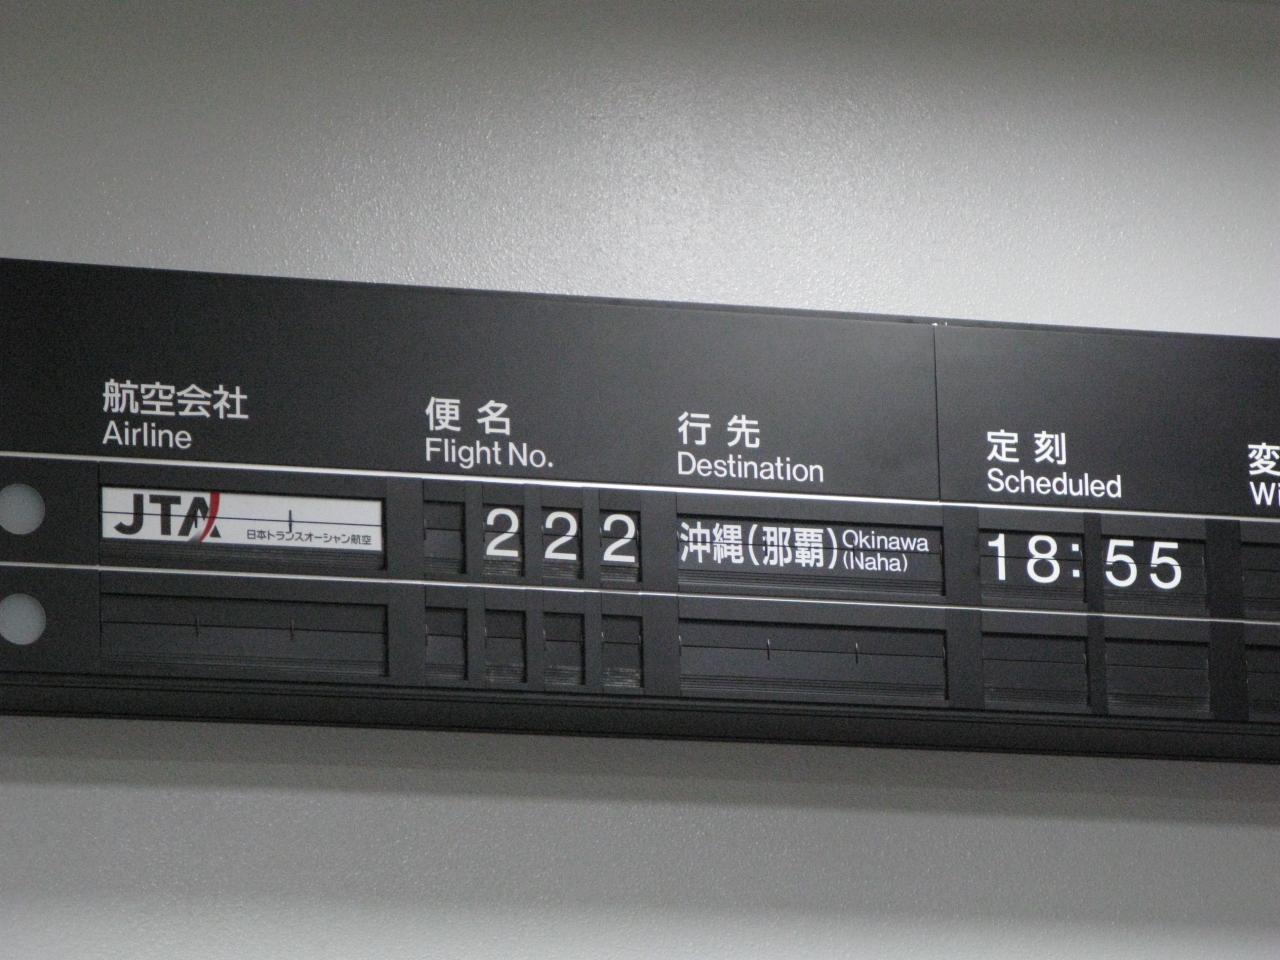 航空会社
Airline
便名
Flight No.
行先
Destination
定刻
Scheduled
変
Wi
JTA 日本トランスオーシャン航空
222
沖縄(那覇) Okinawa
(Naha)
18:55